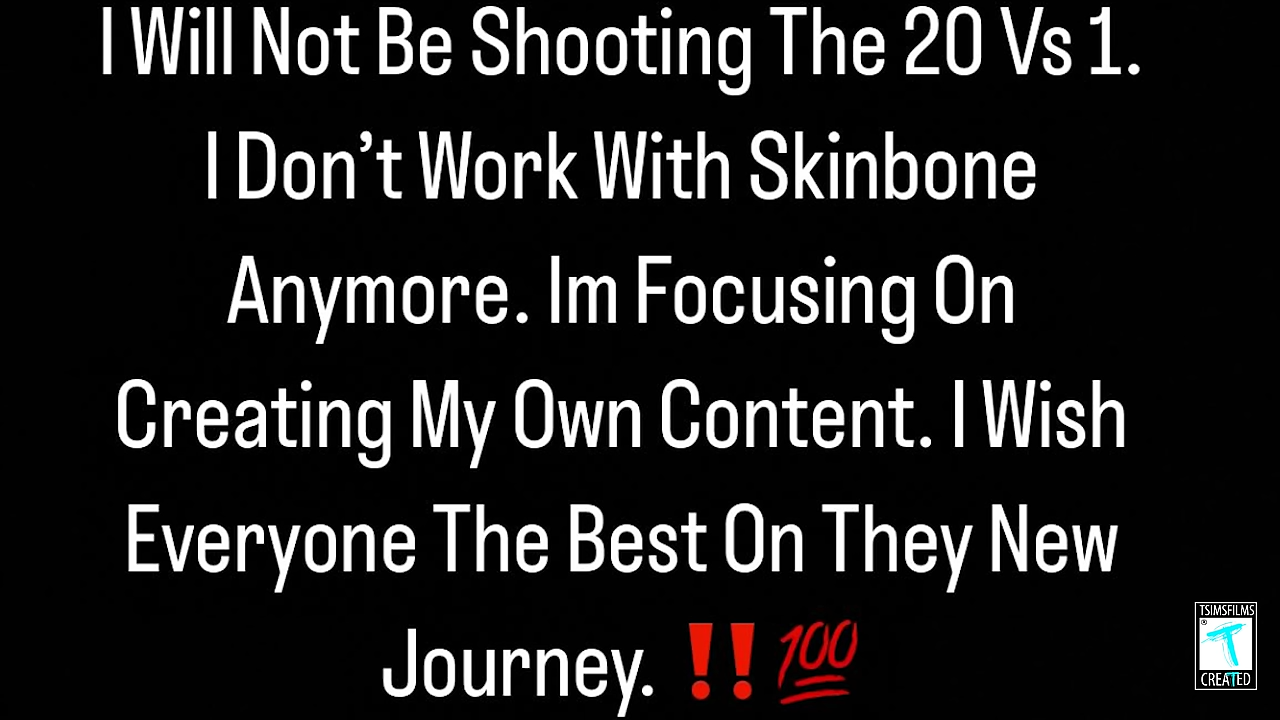 I Will Not Be Shooting The 20 Vs 1.
I Don’t Work With Skinbone
Anymore. Im Focusing On
Creating My Own Content. I Wish
Everyone The Best On They New
Journey. ‼️💯
TSIMSFILMS
®
T
CREATED